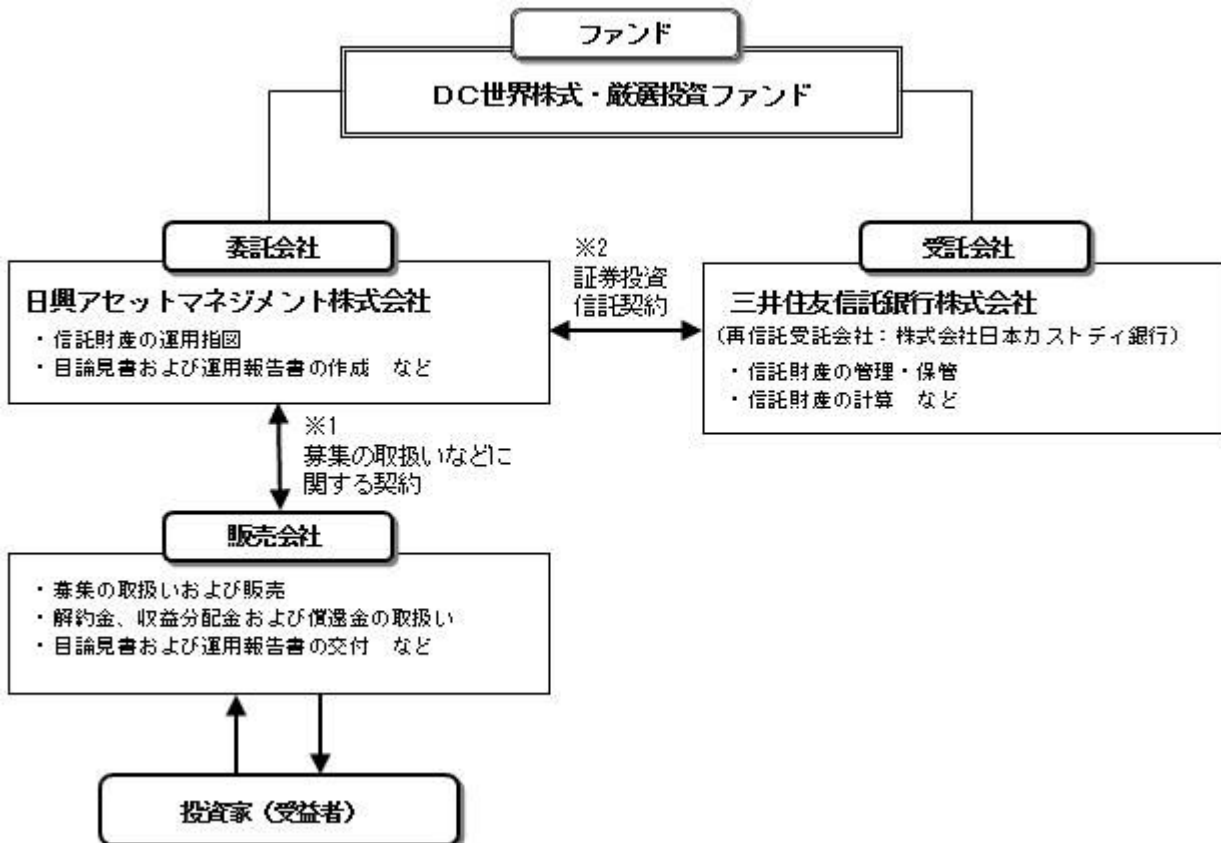 ファンド
DC世界株式・厳選投資ファンド
委託会社
日興アセットマネジメント株式会社
・信託財産の運用指図
・目論見書および運用報告書の作成　など
※2
証券投資
信託契約
受託会社
三井住友信託銀行株式会社
(再信託受託会社：株式会社日本カストディ銀行)
・信託財産の管理・保管
・信託財産の計算　など
※1
募集の取扱いなどに
関する契約
販売会社
・募集の取扱いおよび販売
・解約金、収益分配金および償還金の取扱い
・目論見書および運用報告書の交付　など
投資家（受益者）